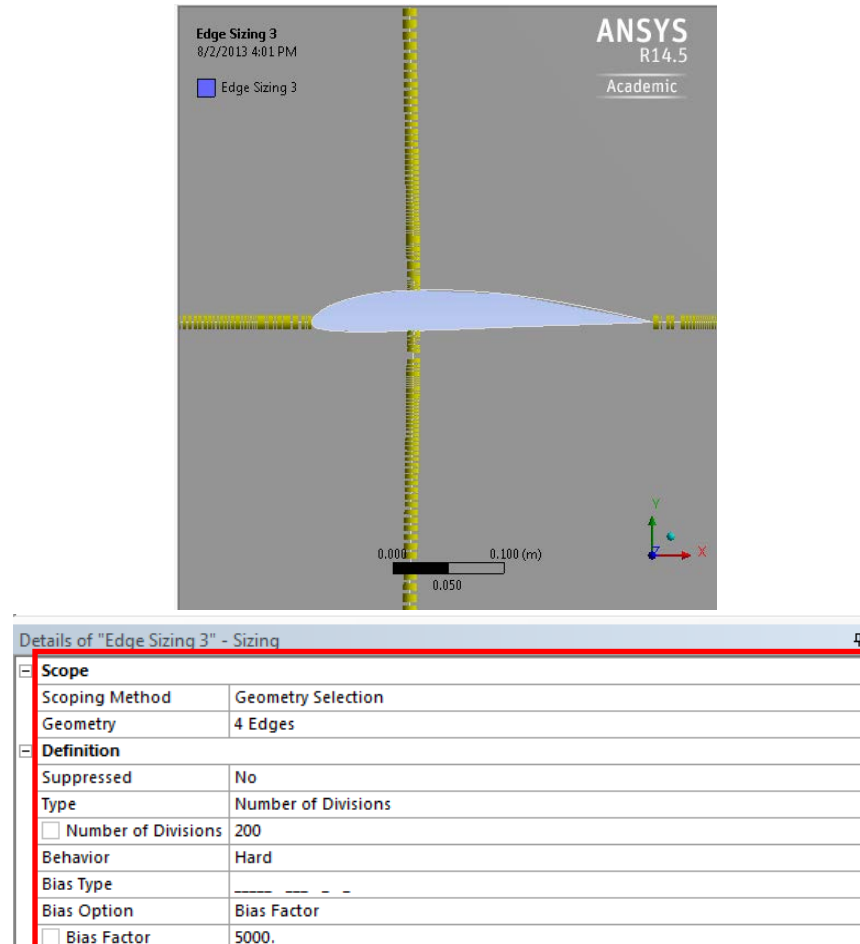 Edge Sizing 3
8/2/2013 4:01 PM
Edge Sizing 3
ANSYS
R14.5
Academic
Y
X
Z
0.000
0.100 (m)
0.050
Details of "Edge Sizing 3" - Sizing
Scope
Scoping Method Geometry Selection
Geometry 4 Edges
Definition
Suppressed No
Type Number of Divisions
Number of Divisions 200
Behavior Hard
Bias Type _____ ___ _ _
Bias Option Bias Factor
Bias Factor 5000.